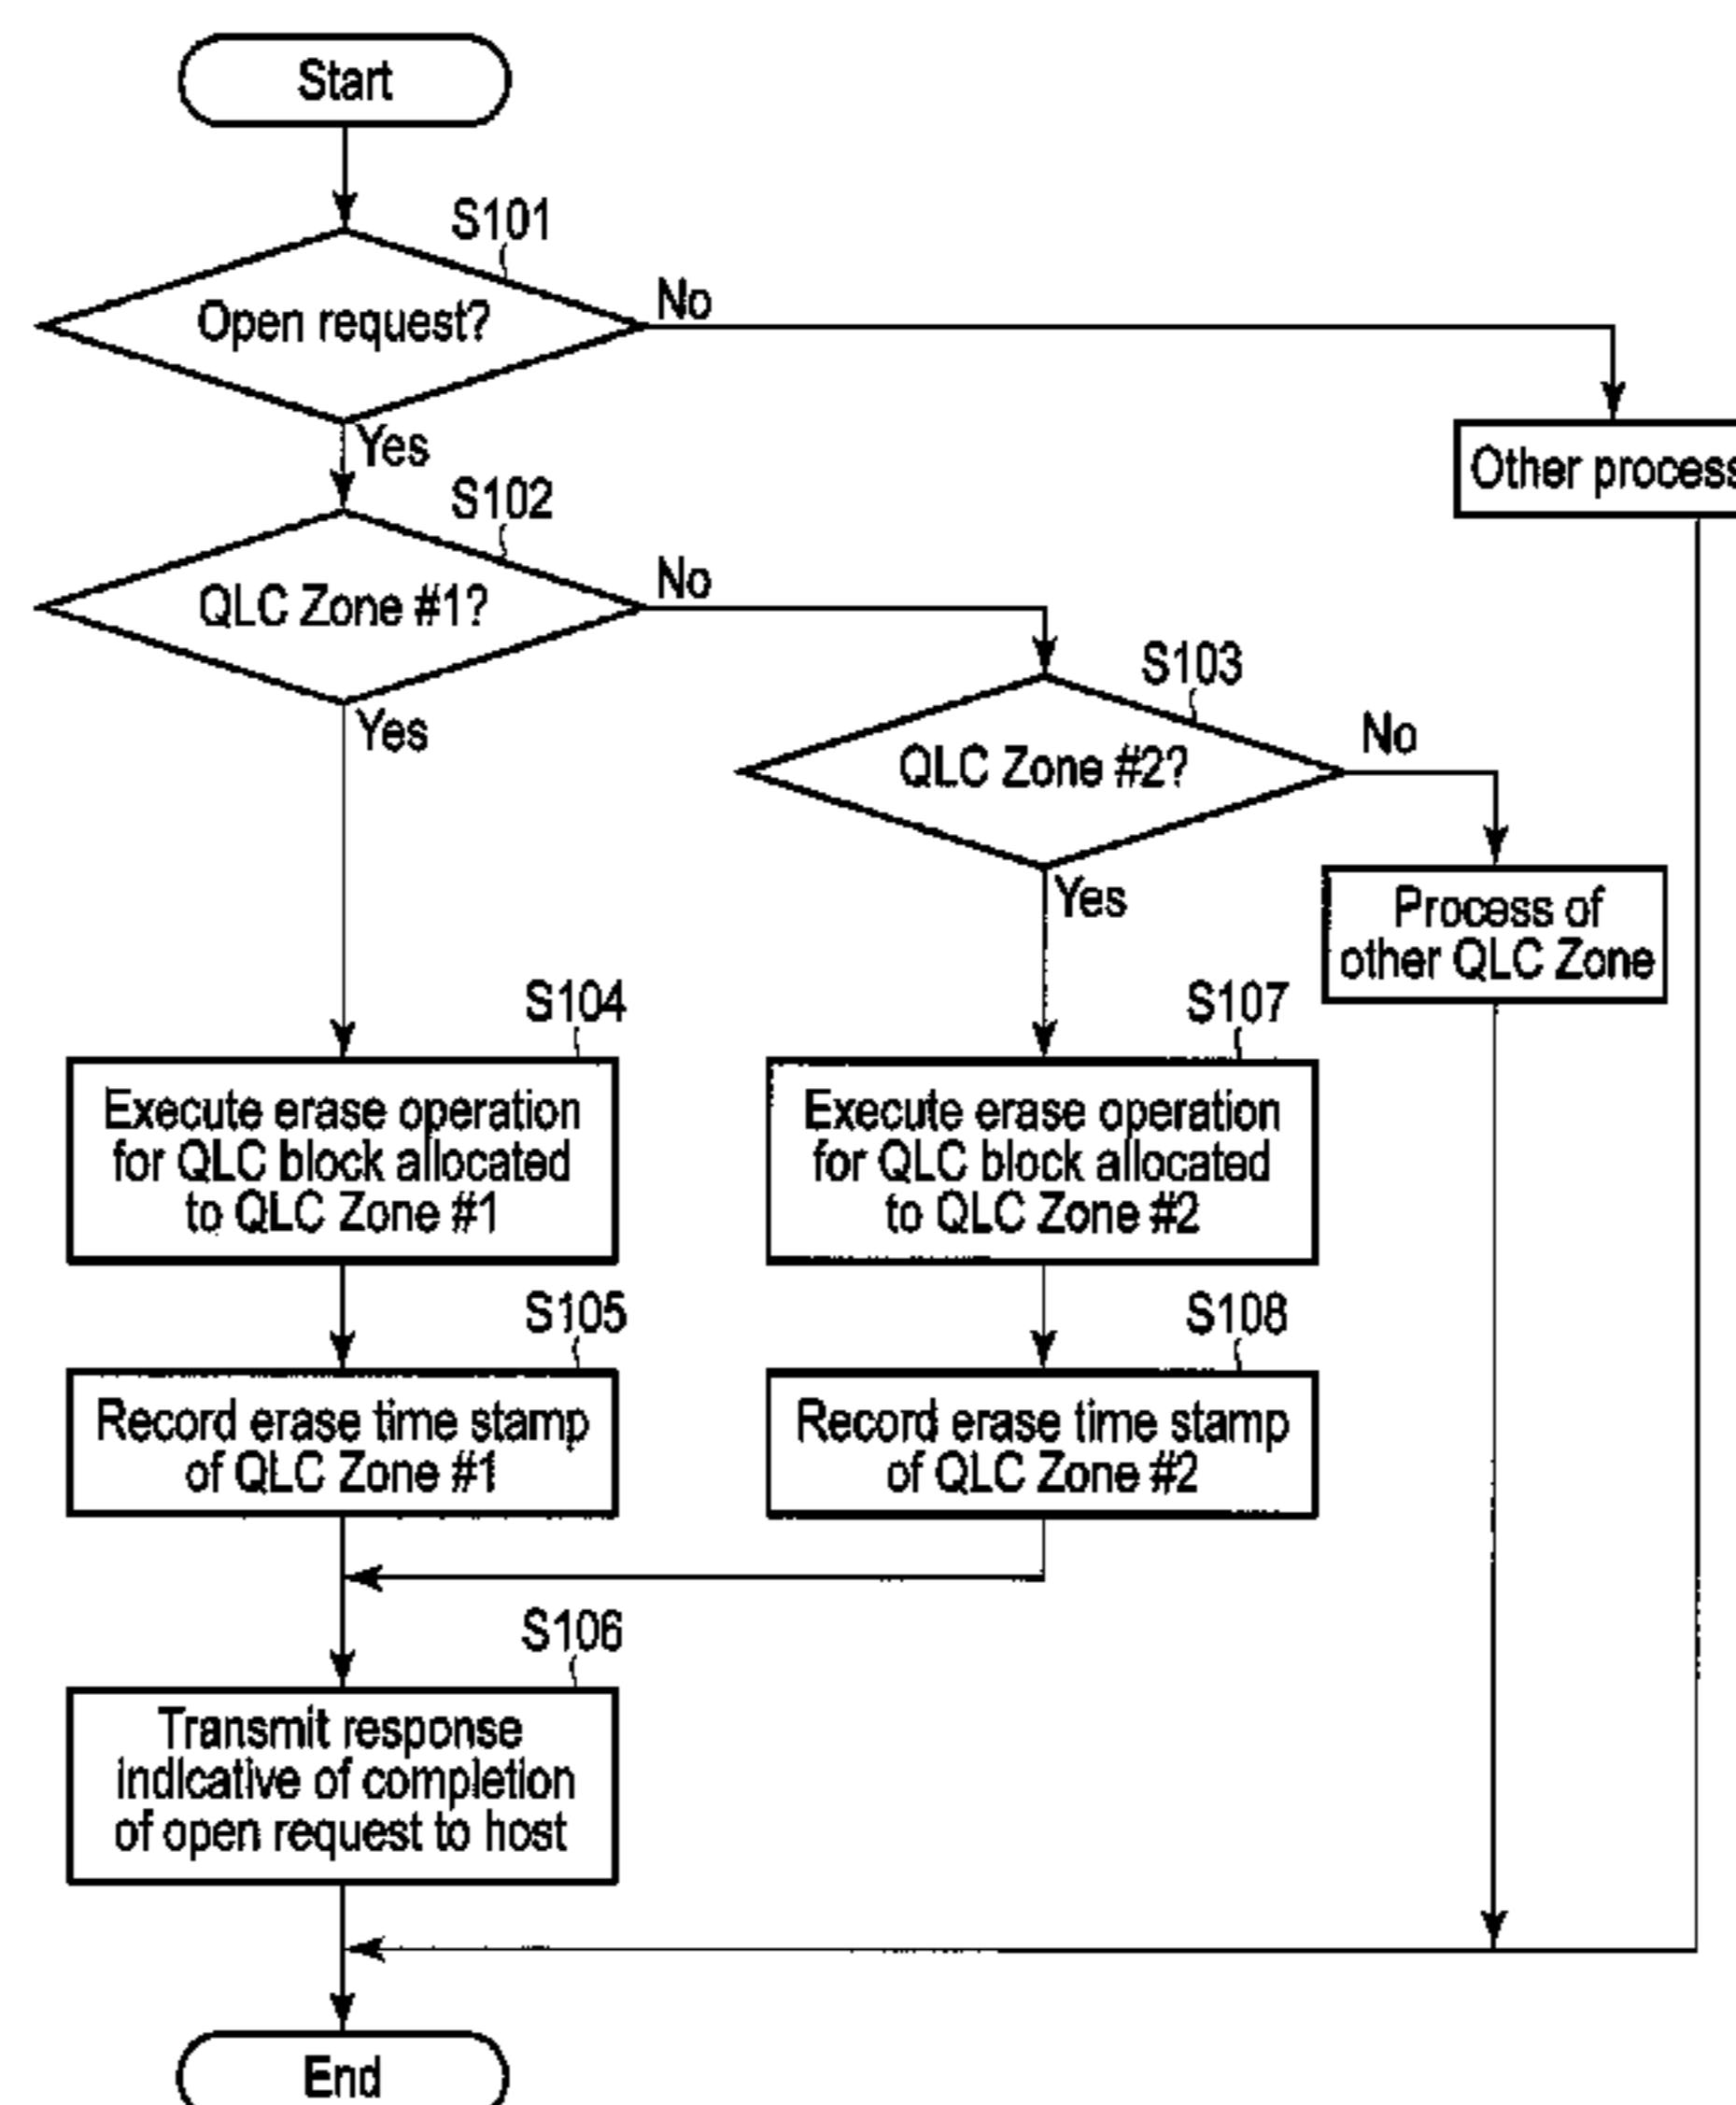 Start
S101
Open request?
No
Yes
Other process
S102
QLC Zone #1?
No
Yes
S103
QLC Zone #2?
No
Yes
Process of
other QLC Zone
S104
Execute erase operation
for QLC block allocated
to QLC Zone #1
S107
Execute erase operation
for QLC block allocated
to QLC Zone #2
S105
Record erase time stamp
of QLC Zone #1
S108
Record erase time stamp
of QLC Zone #2
S106
Transmit response
indicative of completion
of open request to host
End